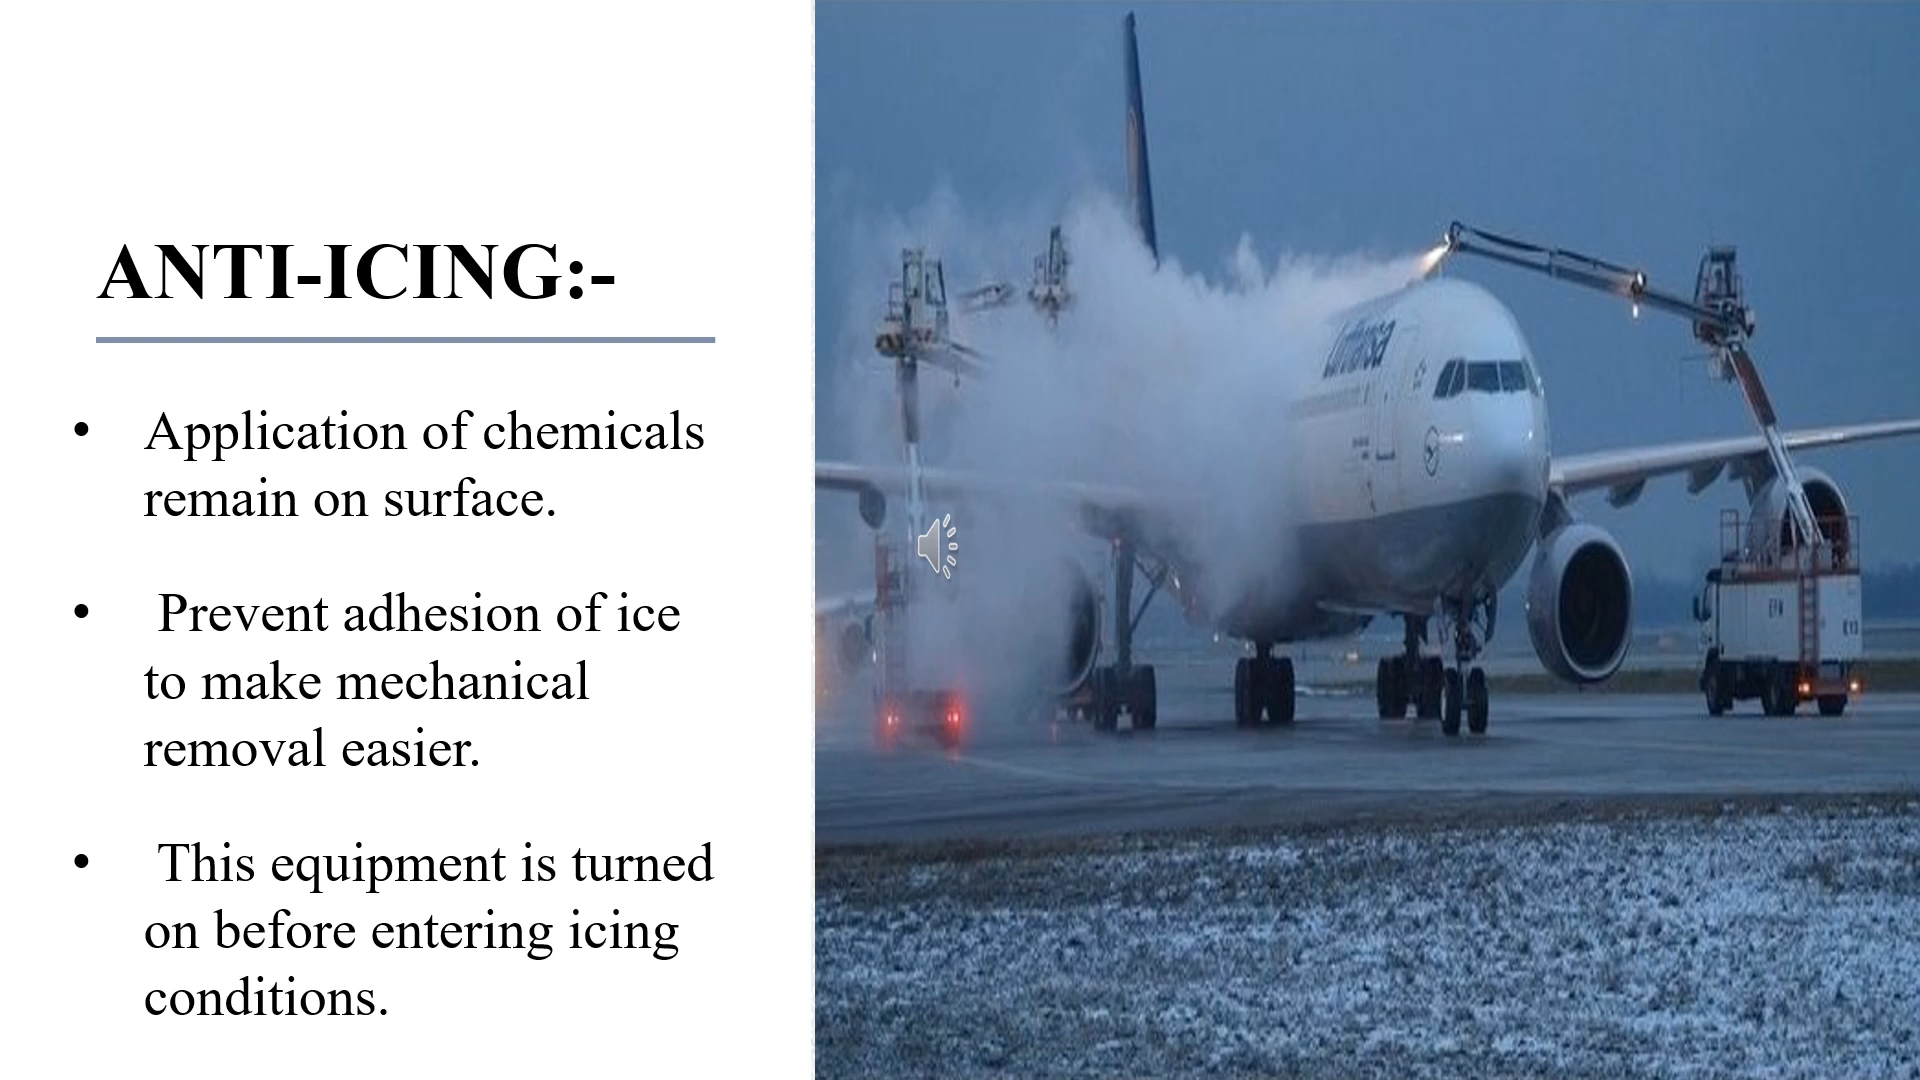 ANTI-ICING:-
• Application of chemicals
remain on surface.
• Prevent adhesion of ice
to make mechanical
removal easier.
• This equipment is turned
on before entering icing
conditions.
Lufthansa